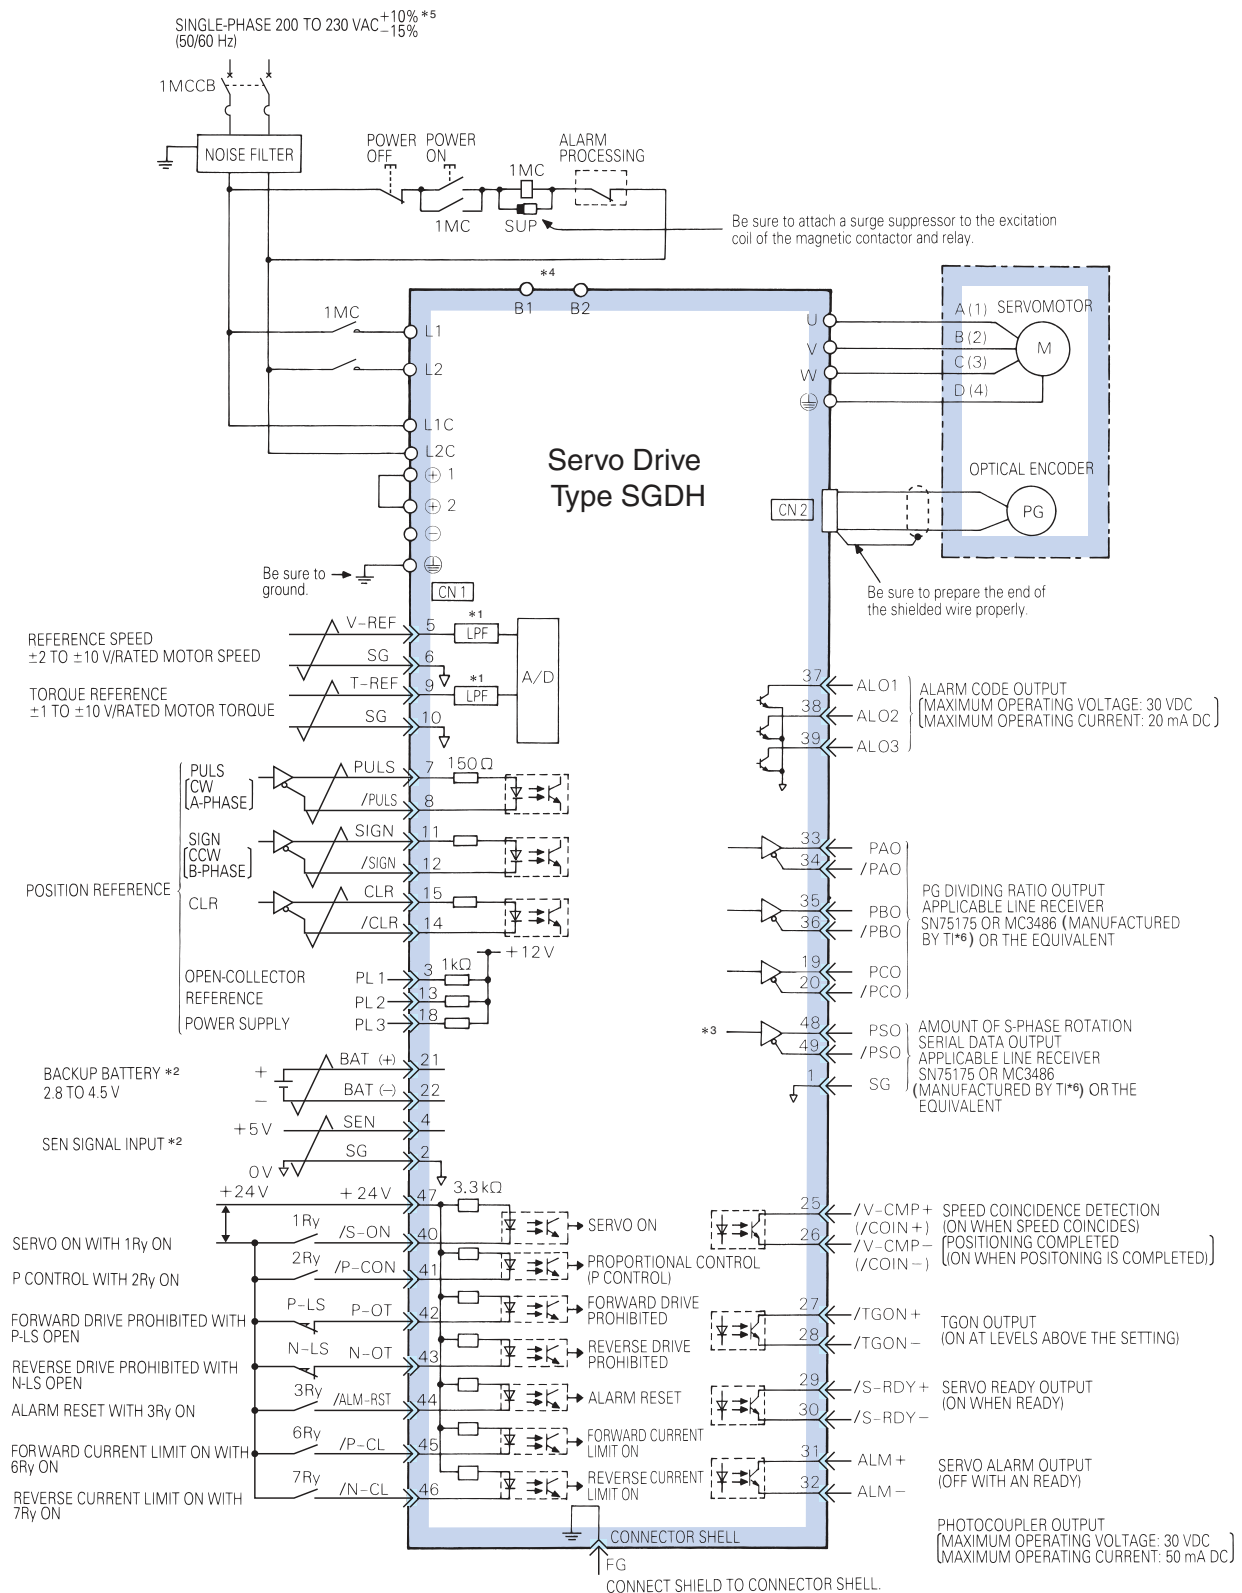 SINGLE-PHASE 200 TO 230 VAC +10% -15% *5
(50/60 Hz)
1MCCB
NOISE FILTER
POWER OFF
POWER ON
1MC
1MC
SUP
ALARM PROCESSING
Be sure to attach a surge suppressor to the excitation
coil of the magnetic contactor and relay.
*4
B1 B2
1MC
L1
L2
L1C
L2C
⊕ 1
⊕ 2
⊖
Be sure to
ground.
CN 1
Servo Drive
Type SGDH
U
V
W
A (1)
B (2)
C (3)
D (4)
SERVOMOTOR
M
OPTICAL ENCODER
PG
CN 2
Be sure to prepare the end of
the shielded wire properly.
REFERENCE SPEED
±2 TO ±10 V/RATED MOTOR SPEED
V-REF 5
*1
LPF
SG 6
TORQUE REFERENCE
±1 TO ±10 V/RATED MOTOR TORQUE
T-REF 9
*1
LPF
SG 10
A/D
POSITION REFERENCE
PULS
CW
A-PHASE
PULS 7 150 Ω
/PULS 8
SIGN
CCW
B-PHASE
SIGN 11
/SIGN 12
CLR
CLR 15
/CLR 14
+12V
OPEN-COLLECTOR
REFERENCE
POWER SUPPLY
PL 1 3 1kΩ
PL 2 13
PL 3 18
BACKUP BATTERY *2
2.8 TO 4.5 V
+
−
BAT (+) 21
BAT (−) 22
SEN SIGNAL INPUT *2
+5V
SEN 4
0V
SG 2
+24V
+24V 47 3.3 kΩ
SERVO ON WITH 1Ry ON
1Ry
/S-ON 40
SERVO ON
P CONTROL WITH 2Ry ON
2Ry
/P-CON 41
PROPORTIONAL CONTROL
(P CONTROL)
FORWARD DRIVE PROHIBITED WITH
P-LS OPEN
P-LS
P-OT 42
FORWARD DRIVE
PROHIBITED
REVERSE DRIVE PROHIBITED WITH
N-LS OPEN
N-LS
N-OT 43
REVERSE DRIVE
PROHIBITED
ALARM RESET WITH 3Ry ON
3Ry
/ALM-RST 44
ALARM RESET
FORWARD CURRENT LIMIT ON WITH
6Ry ON
6Ry
/P-CL 45
FORWARD CURRENT
LIMIT ON
REVERSE CURRENT LIMIT ON WITH
7Ry ON
7Ry
/N-CL 46
REVERSE CURRENT
LIMIT ON
37 ALO1
38 ALO2
39 ALO3
ALARM CODE OUTPUT
MAXIMUM OPERATING VOLTAGE: 30 VDC
MAXIMUM OPERATING CURRENT: 20 mA DC
33 PAO
34 /PAO
35 PBO
36 /PBO
19 PCO
20 /PCO
PG DIVIDING RATIO OUTPUT
APPLICABLE LINE RECEIVER
SN75175 OR MC3486 (MANUFACTURED
BY TI*6) OR THE EQUIVALENT
*3
48 PSO
49 /PSO
1 SG
AMOUNT OF S-PHASE ROTATION
SERIAL DATA OUTPUT
APPLICABLE LINE RECEIVER
SN75175 OR MC3486
(MANUFACTURED BY TI*6) OR THE
EQUIVALENT
25 /V-CMP+
(/COIN+)
26 /V-CMP−
(/COIN−)
SPEED COINCIDENCE DETECTION
(ON WHEN SPEED COINCIDES)
POSITIONING COMPLETED
(ON WHEN POSITONING IS COMPLETED)
27 /TGON+
28 /TGON−
TGON OUTPUT
(ON AT LEVELS ABOVE THE SETTING)
29 /S-RDY+
30 /S-RDY−
SERVO READY OUTPUT
(ON WHEN READY)
31 ALM+
32 ALM−
SERVO ALARM OUTPUT
(OFF WITH AN READY)
PHOTOCOUPLER OUTPUT
MAXIMUM OPERATING VOLTAGE: 30 VDC
MAXIMUM OPERATING CURRENT: 50 mA DC
CONNECTOR SHELL
FG
CONNECT SHIELD TO CONNECTOR SHELL.